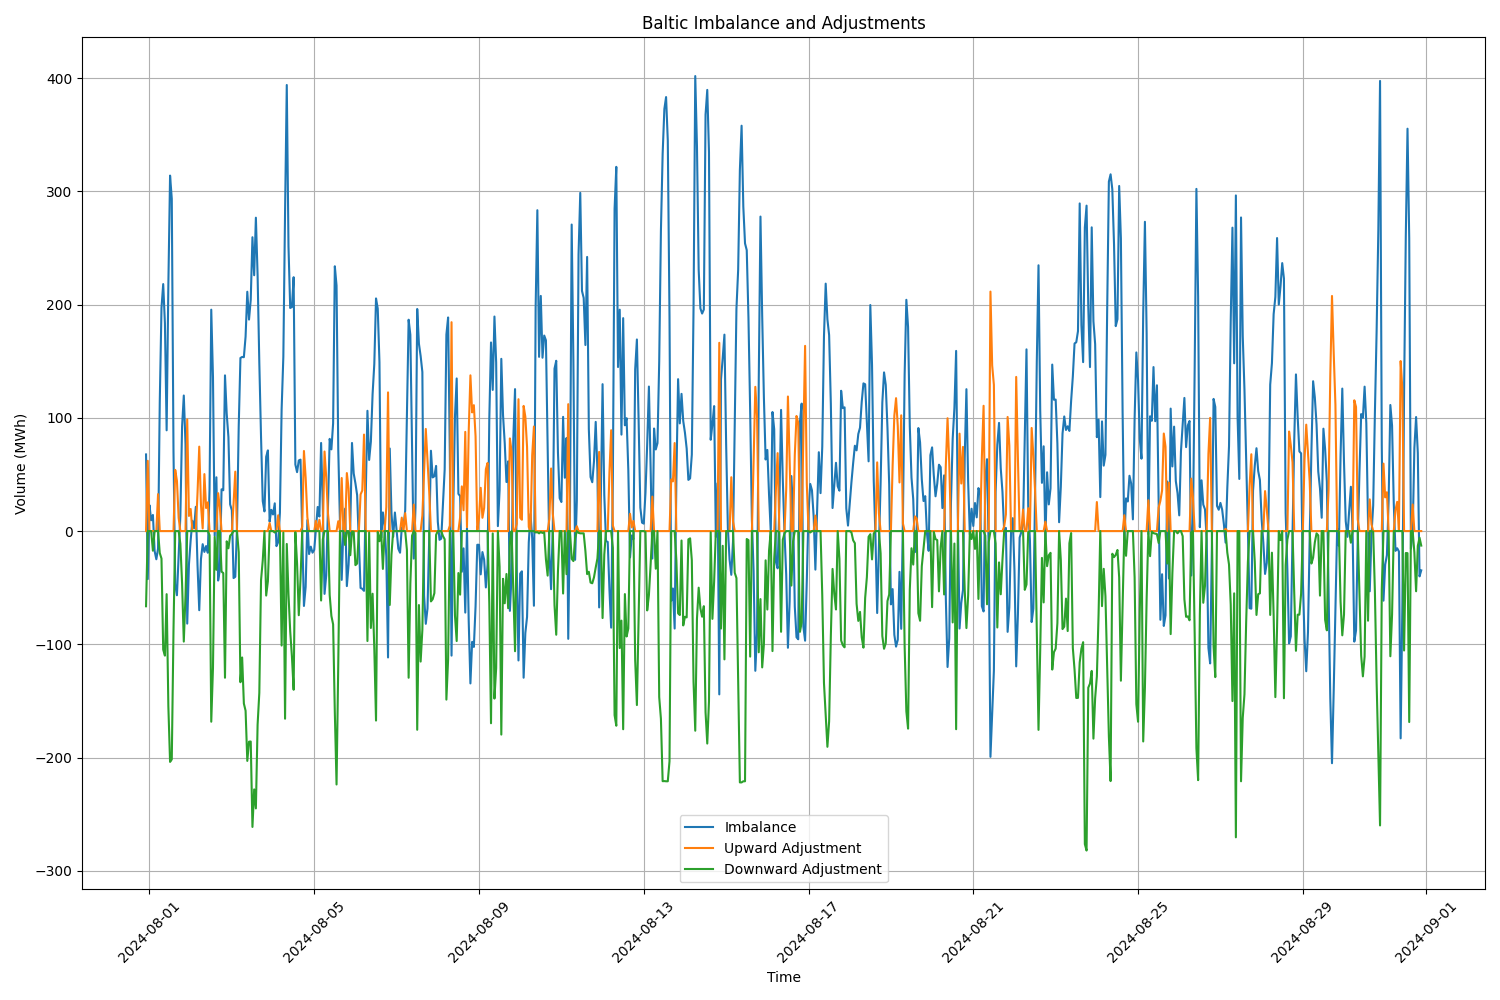 Baltic Imbalance and Adjustments
Volume (MWh)
400
300
200
100
0
−100
−200
−300
Imbalance
Upward Adjustment
Downward Adjustment
2024-08-01
2024-08-05
2024-08-09
2024-08-13
2024-08-17
2024-08-21
2024-08-25
2024-08-29
2024-09-01
Time